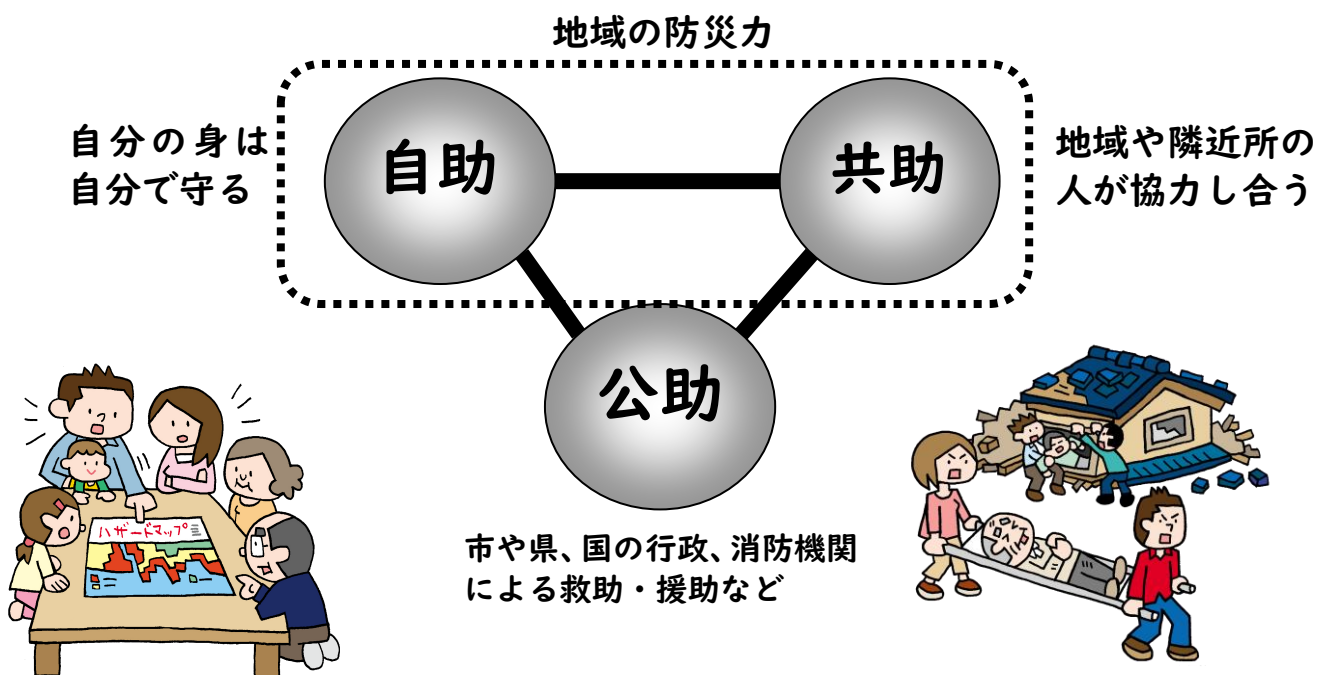 地域の防災力
自分の身は
自分で守る
自助
共助
地域や隣近所の
人が協力し合う
公助
市や県、国の行政、消防機関
による救助・援助など
ハザードマップ